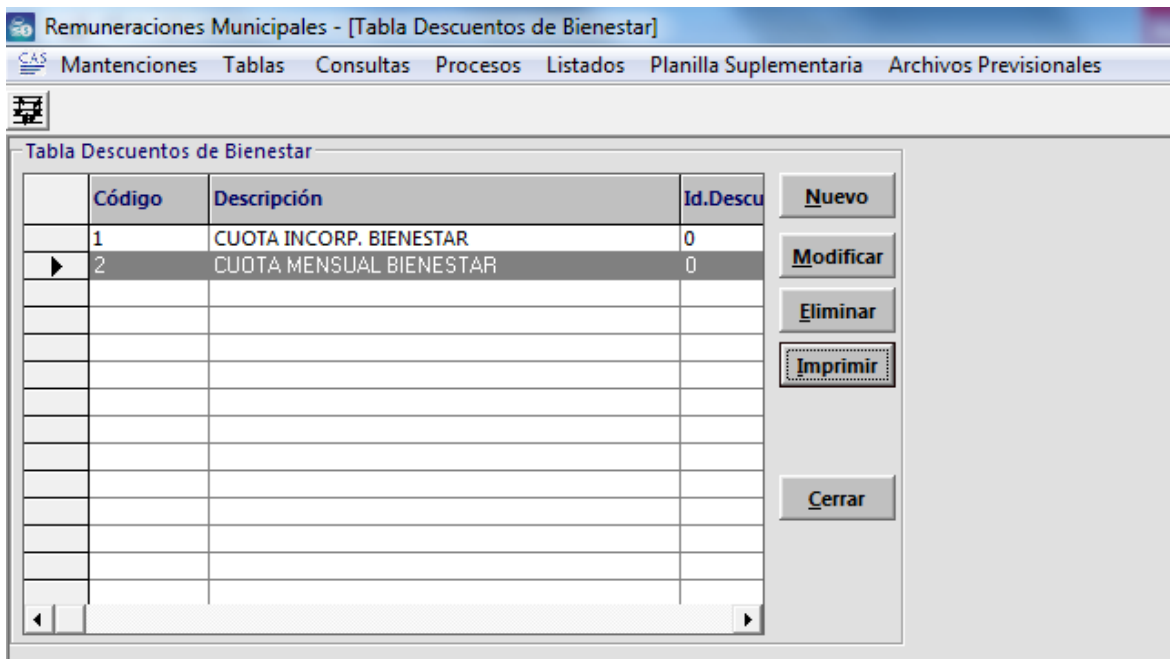 Remuneraciones Municipales - [Tabla Descuentos de Bienestar]
CAS Mantenciones Tablas Consultas Procesos Listados Planilla Suplementaria Archivos Previsionales
Tabla Descuentos de Bienestar
Código Descripción Id.Descu
1 CUOTA INCORP. BIENESTAR 0
2 CUOTA MENSUAL BIENESTAR 0
Nuevo
Modificar
Eliminar
Imprimir
Cerrar